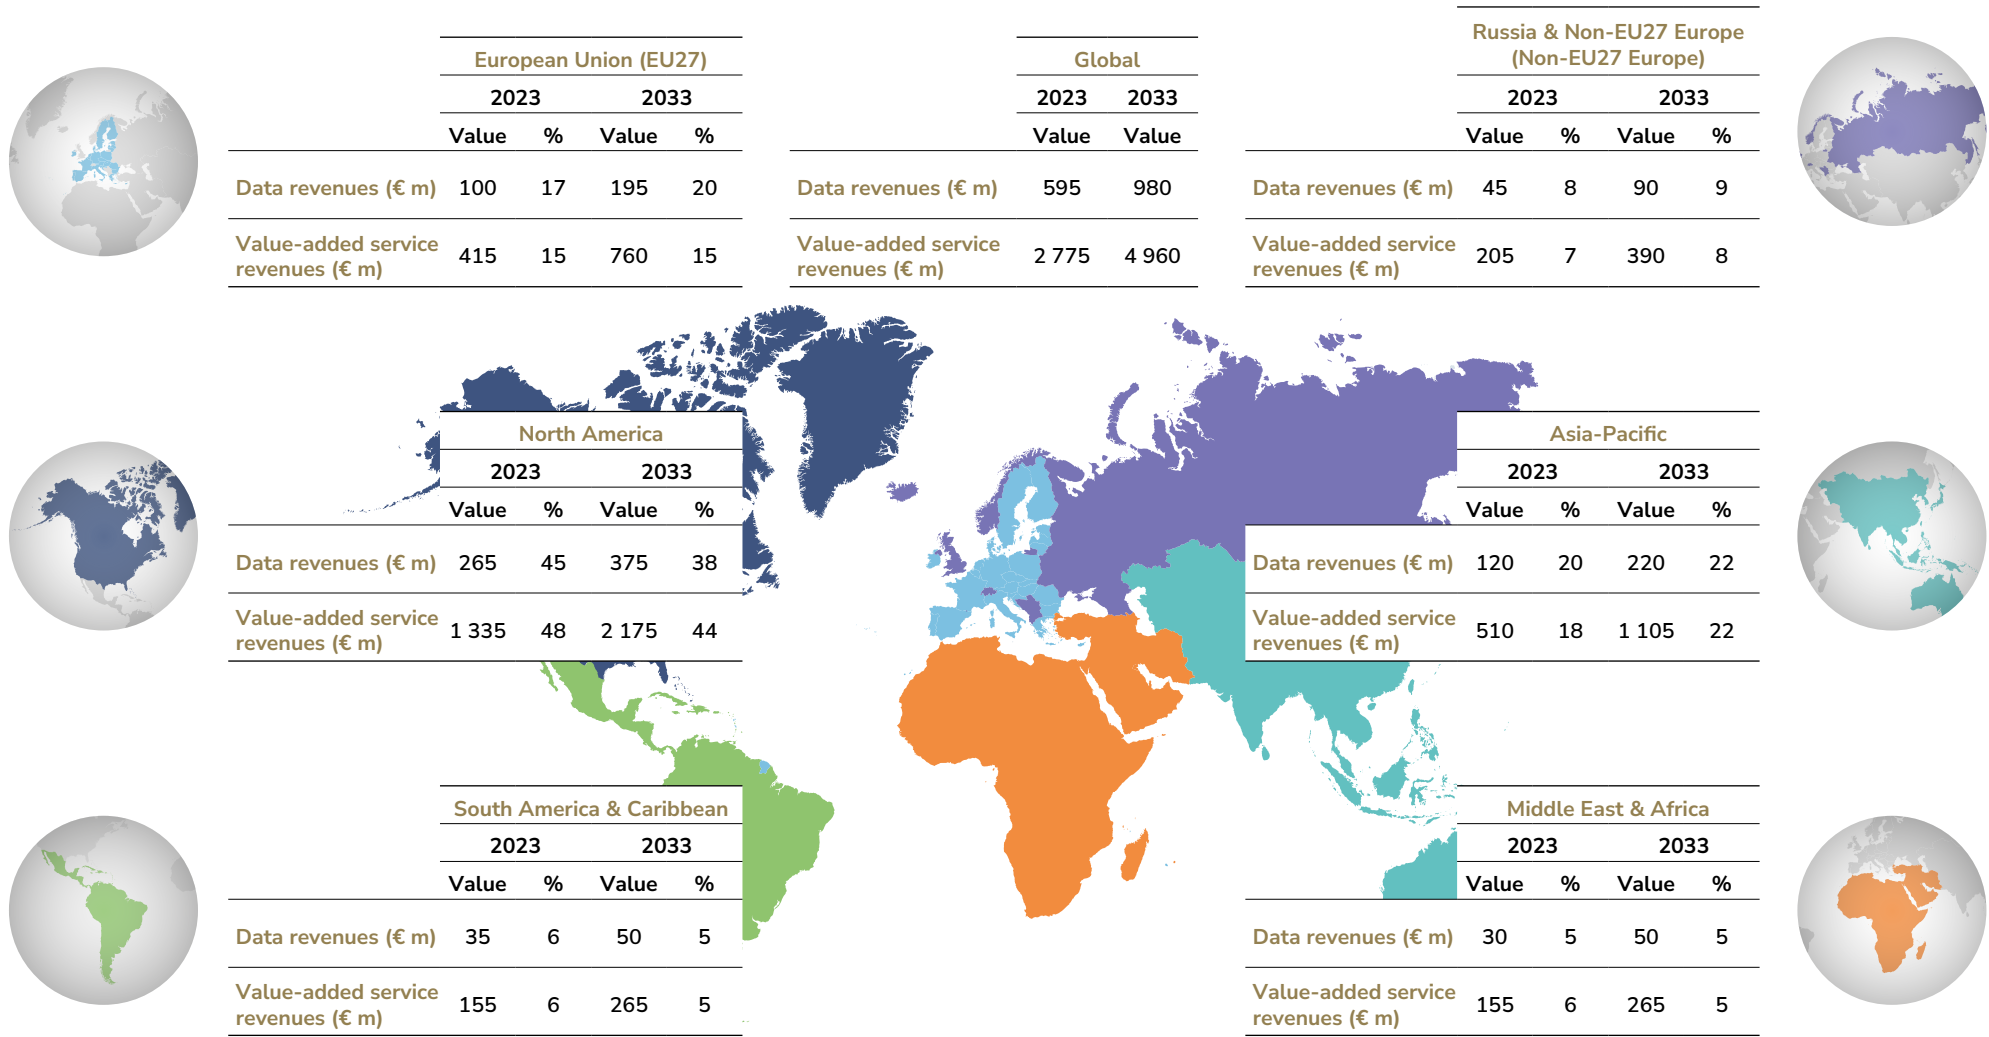 European Union (EU27)
2023 2033
Value % Value %
Data revenues (€ m) 100 17 195 20
Value-added service
revenues (€ m) 415 15 760 15
Global
2023 2033
Value Value
Data revenues (€ m) 595 980
Value-added service
revenues (€ m) 2 775 4 960
Russia & Non-EU27 Europe
(Non-EU27 Europe)
2023 2033
Value % Value %
Data revenues (€ m) 45 8 90 9
Value-added service
revenues (€ m) 205 7 390 8
North America
2023 2033
Value % Value %
Data revenues (€ m) 265 45 375 38
Value-added service
revenues (€ m) 1 335 48 2 175 44
Asia-Pacific
2023 2033
Value % Value %
Data revenues (€ m) 120 20 220 22
Value-added service
revenues (€ m) 510 18 1 105 22
South America & Caribbean
2023 2033
Value % Value %
Data revenues (€ m) 35 6 50 5
Value-added service
revenues (€ m) 155 6 265 5
Middle East & Africa
2023 2033
Value % Value %
Data revenues (€ m) 30 5 50 5
Value-added service
revenues (€ m) 155 6 265 5